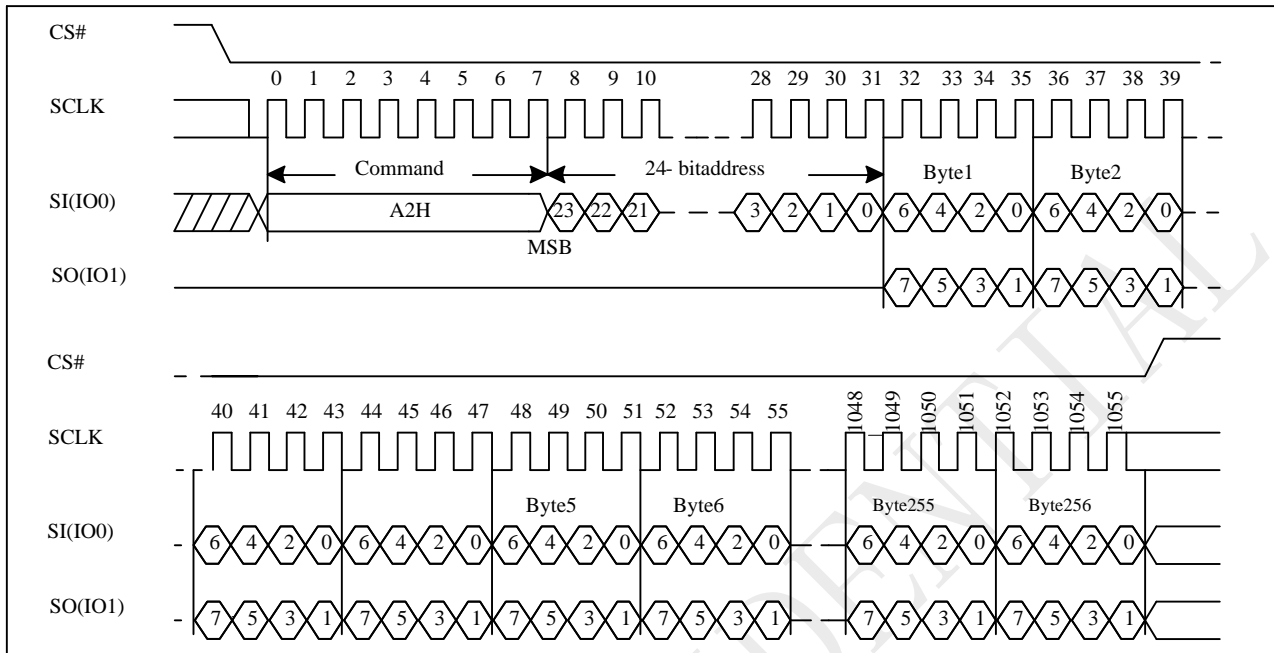 CS#
0 1 2 3 4 5 6 7 8 9 10 28 29 30 31 32 33 34 35 36 37 38 39
SCLK
Command 24- bitaddress Byte1 Byte2
SI(IO0) A2H 23 22 21 3 2 1 0 6 4 2 0 6 4 2 0
MSB
SO(IO1) 7 5 3 1 7 5 3 1
CS#
40 41 42 43 44 45 46 47 48 49 50 51 52 53 54 55 1048 1049 1050 1051 1052 1053 1054 1055
SCLK
Byte5 Byte6 Byte255 Byte256
SI(IO0) 6 4 2 0 6 4 2 0 6 4 2 0 6 4 2 0 6 4 2 0 6 4 2 0
SO(IO1) 7 5 3 1 7 5 3 1 7 5 3 1 7 5 3 1 7 5 3 1 7 5 3 1
DENTIAL